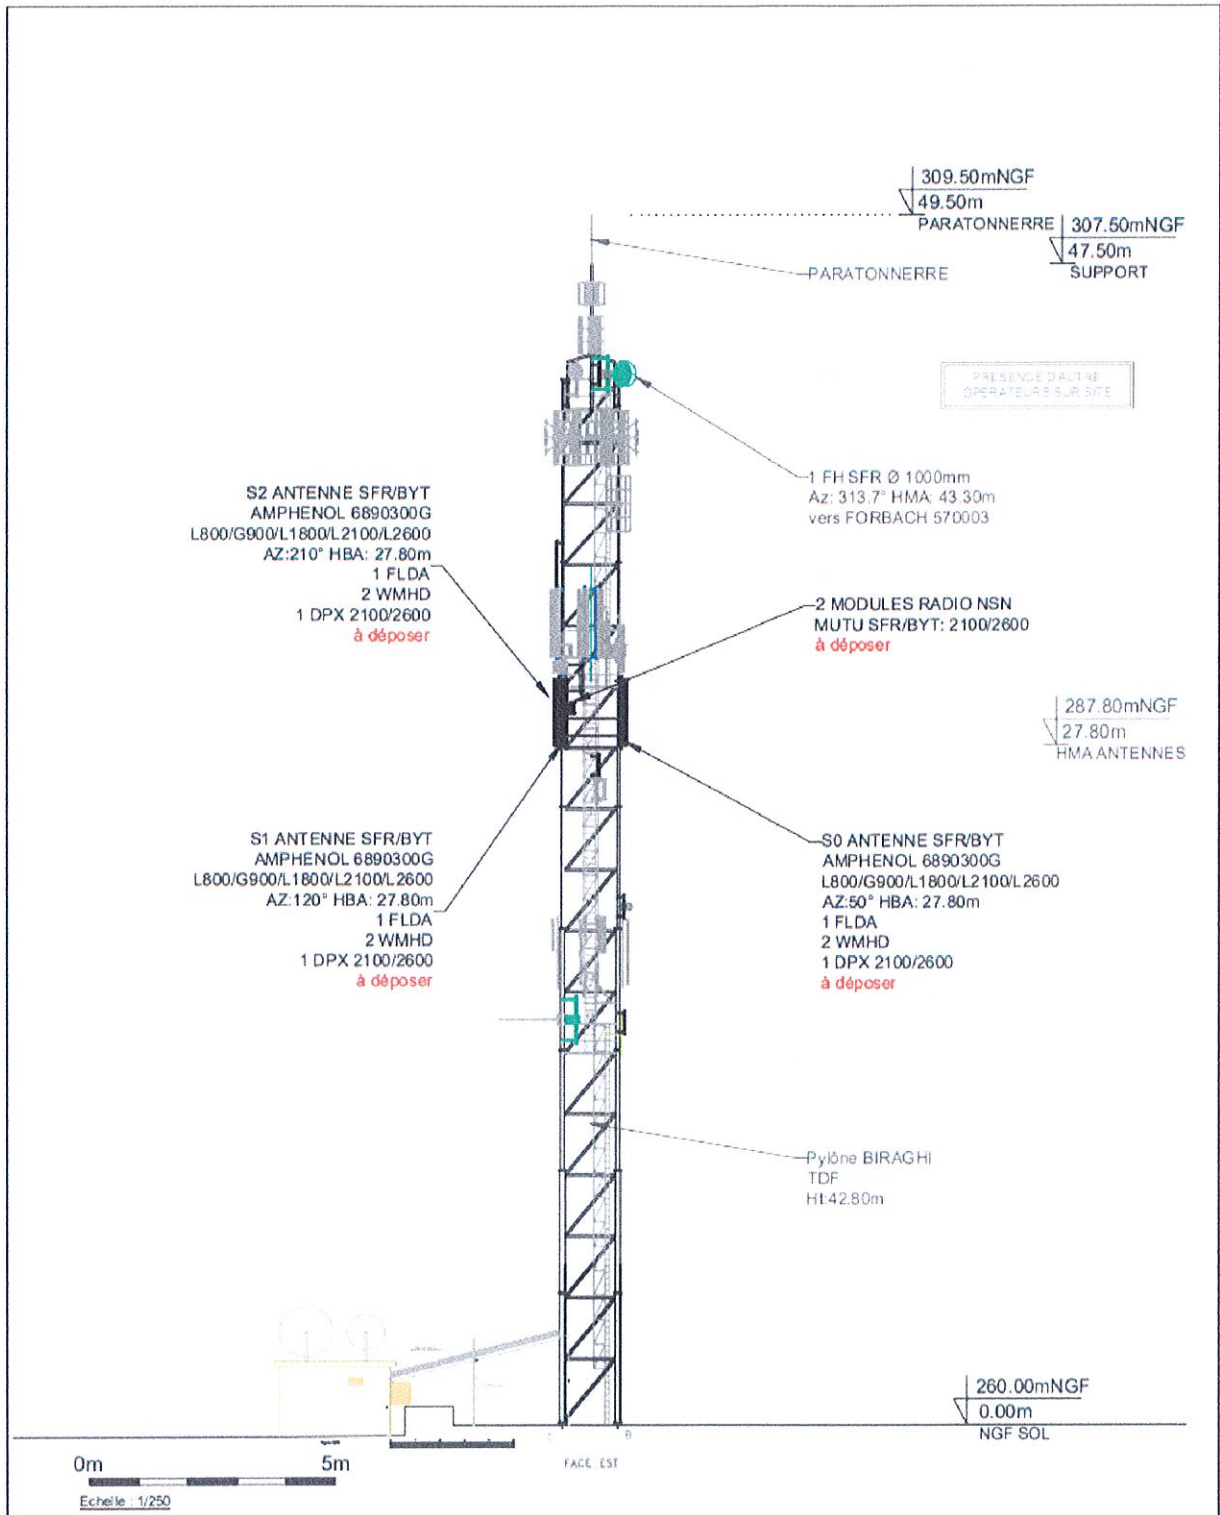 309.50mNGF
49.50m
PARATONNERRE
307.50mNGF
47.50m
SUPPORT
PARATONNERRE
PRESENCE D'AUTRE
OPERATEURS SUR SITE
1 FH SFR Ø 1000mm
Az: 313.7° HMA: 43.30m
vers FORBACH 570003
S2 ANTENNE SFR/BYT
AMPHENOL 6890300G
L800/G900/L1800/L2100/L2600
AZ:210° HBA: 27.80m
1 FLDA
2 WMHD
1 DPX 2100/2600
à déposer
2 MODULES RADIO NSN
MUTU SFR/BYT: 2100/2600
à déposer
287.80mNGF
27.80m
HMA ANTENNES
S1 ANTENNE SFR/BYT
AMPHENOL 6890300G
L800/G900/L1800/L2100/L2600
AZ:120° HBA: 27.80m
1 FLDA
2 WMHD
1 DPX 2100/2600
à déposer
S0 ANTENNE SFR/BYT
AMPHENOL 6890300G
L800/G900/L1800/L2100/L2600
AZ:50° HBA: 27.80m
1 FLDA
2 WMHD
1 DPX 2100/2600
à déposer
Pylône BIRAGHI
TDF
Ht:42.80m
260.00mNGF
0.00m
NGF SOL
B
FACE EST
0m 5m
Echelle : 1/250